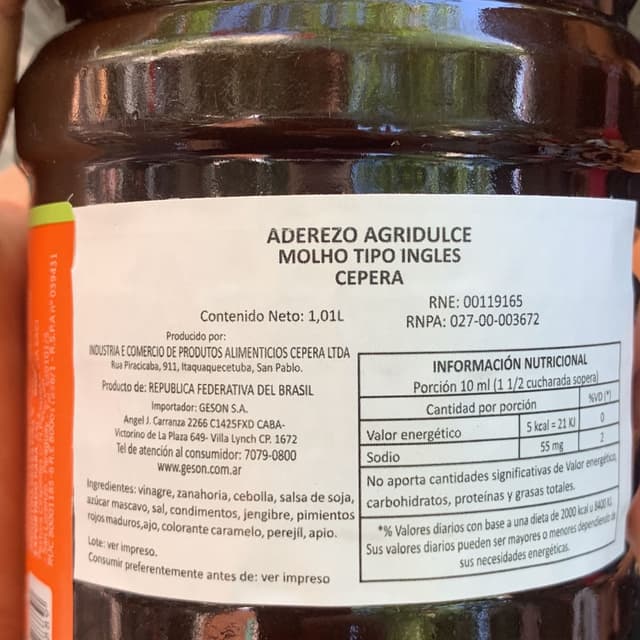 ADEREZO AGRIDULCE
MOLHO TIPO INGLES
CEPERA
Contenido Neto: 1,01L
RNE: 00119165
RNPA: 027-00-003672
Producido por:
INDUSTRIA E COMERCIO DE PRODUTOS ALIMENTICIOS CEPERA LTDA
Rua Piracicaba, 911, Itaquaquecetuba, San Pablo.
Producto de: REPUBLICA FEDERATIVA DEL BRASIL
Importador: GESON S.A.
Angel J. Carranza 2266 C1425FXD CABA-
Victorino de La Plaza 649- Villa Lynch CP. 1672
Tel de atención al consumidor: 7079-0800
www.geson.com.ar
Ingredientes: vinagre, zanahoria, cebolla, salsa de soja,
azúcar mascavo, sal, condimentos, jengibre, pimientos
rojos maduros,ajo, colorante caramelo, perejil, apio.
Lote: ver impreso.
Consumir preferentemente antes de: ver impreso
INFORMACIÓN NUTRICIONAL
Porción 10 ml (1 1/2 cucharada sopera)
Cantidad por porción %VD (*)
Valor energético 5 kcal = 21 KJ 0
Sodio 55 mg 2
No aporta cantidades significativas de Valor energético,
carbohidratos, proteínas y grasas totales.
*% Valores diarios con base a una dieta de 2000 kcal u 8400 KJ.
Sus valores diarios pueden ser mayores o menores dependiendo de
sus necesidades energéticas.